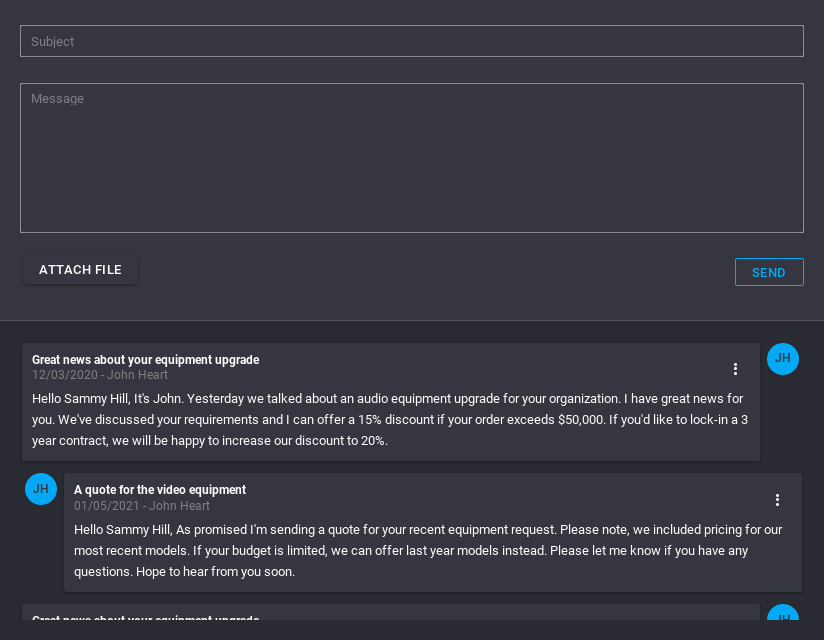 Subject
Message
ATTACH FILE
SEND
Great news about your equipment upgrade
12/03/2020 - John Heart
JH
Hello Sammy Hill, It's John. Yesterday we talked about an audio equipment upgrade for your organization. I have great news for
you. We've discussed your requirements and I can offer a 15% discount if your order exceeds $50,000. If you'd like to lock-in a 3
year contract, we will be happy to increase our discount to 20%.
JH
A quote for the video equipment
01/05/2021 - John Heart
Hello Sammy Hill, As promised I'm sending a quote for your recent equipment request. Please note, we included pricing for our
most recent models. If your budget is limited, we can offer last year models instead. Please let me know if you have any
questions. Hope to hear from you soon.
Great news about your equipment upgrade
JH